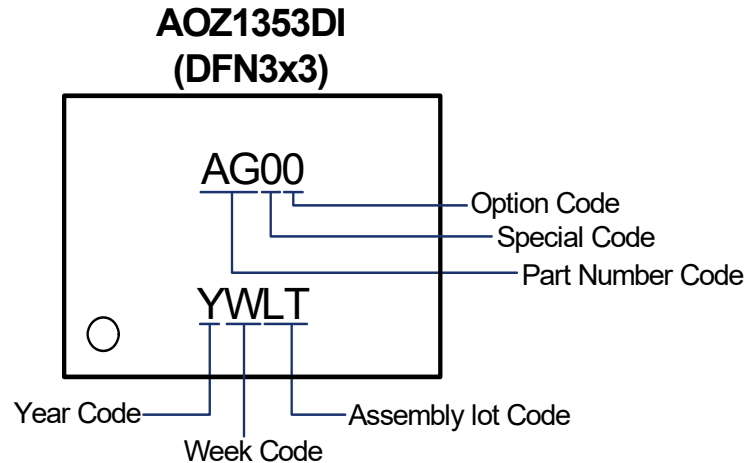 AOZ1353DI
(DFN3x3)
AG00
Option Code
Special Code
Part Number Code
YWLT
Year Code
Assembly lot Code
Week Code